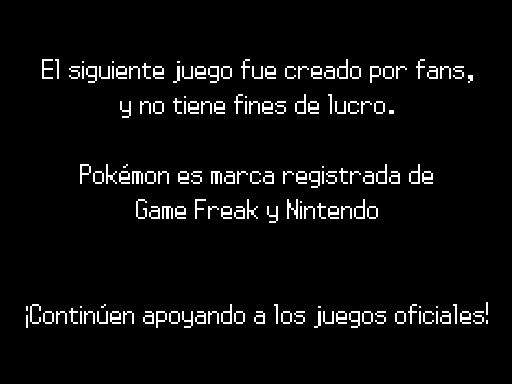 El siguiente juego fue creado por fans,
y no tiene fines de lucro.
Pokémon es marca registrada de
Game Freak y Nintendo
¡Continúen apoyando a los juegos oficiales!